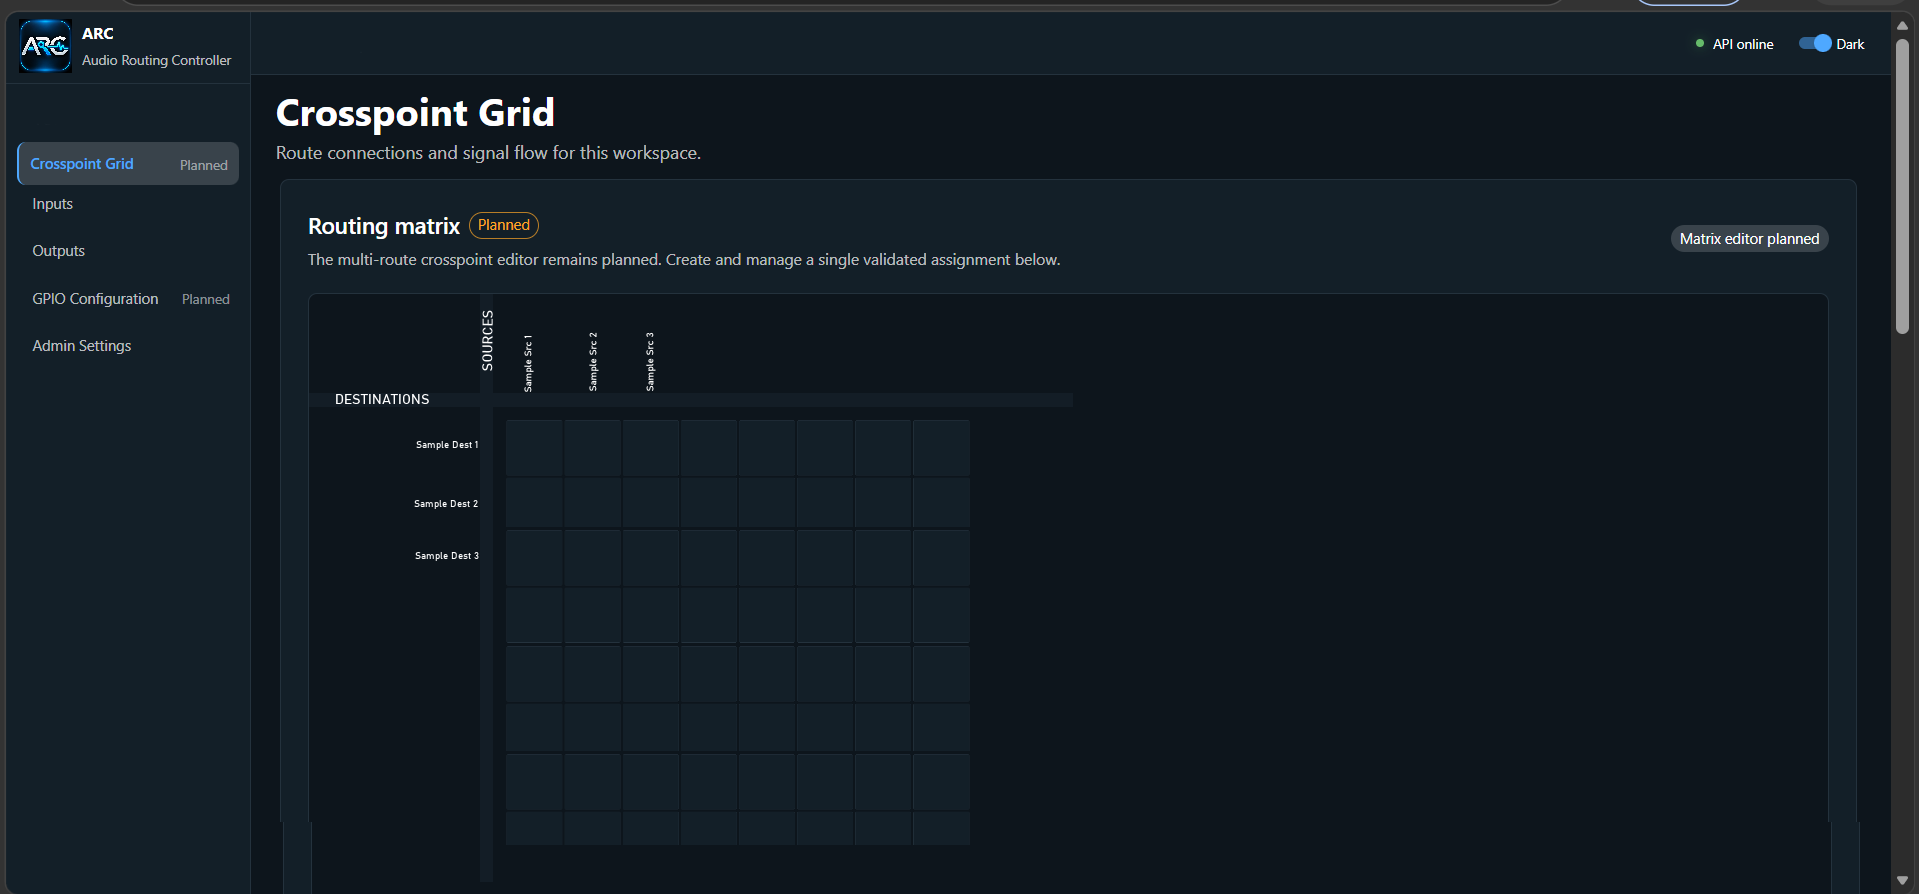 ARC
ARC
Audio Routing Controller
API online
Dark
Crosspoint Grid
Planned
Inputs
Outputs
GPIO Configuration
Planned
Admin Settings
Crosspoint Grid
Route connections and signal flow for this workspace.
Routing matrix
Planned
The multi-route crosspoint editor remains planned. Create and manage a single validated assignment below.
Matrix editor planned
SOURCES
Sample Src 1
Sample Src 2
Sample Src 3
DESTINATIONS
Sample Dest 1
Sample Dest 2
Sample Dest 3